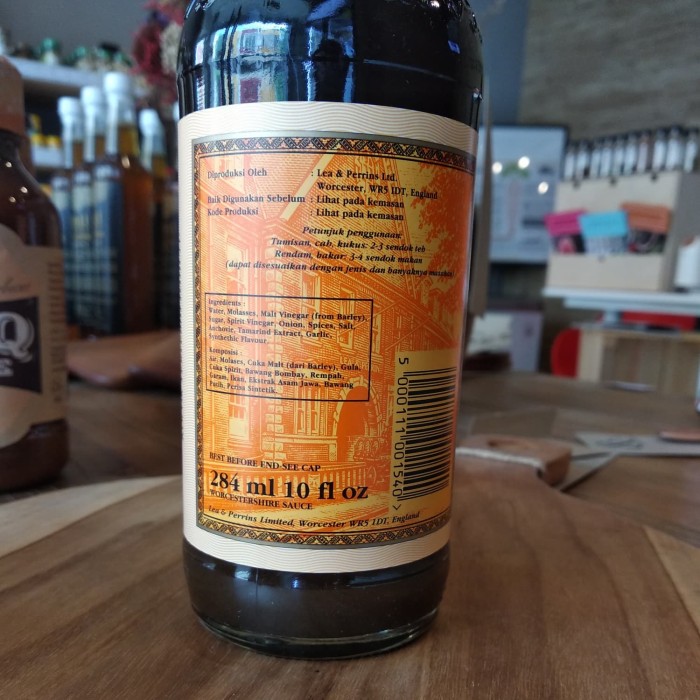 Diproduksi Oleh : Lea & Perrins Ltd.
Worcester, WR5 1DT, England
Baik Digunakan Sebelum : Lihat pada kemasan
Kode Produksi : Lihat pada kemasan
Petunjuk penggunaan
Tumisan, cab. kukus: 2-3 sendok teh
Rendam, bakar: 3-4 sendok makan
(dapat disesuaikan dengan jenis dan banyaknya masakan
Ingredients :
Water, Molasses, Malt Vinegar (from Barley),
Sugar, Spirit Vinegar, Onion, Spices, Salt,
Anchovie, Tamarind Extract, Garlic,
Synthethic Flavour.
Komposisi :
Air, Molases, Cuka Malt (dari Barley), Gula,
Cuka Spirit, Bawang Bombay, Rempah,
Garam, Ikan, Ekstrak Asam Jawa, Bawang
Putih, Perisa Sintetik.
5 000111 001540 >
BEST BEFORE END-SEE CAP
284 ml 10 fl oz
WORCESTERSHIRE SAUCE
Lea & Perrins Limited, Worcester WR5 1DT, England